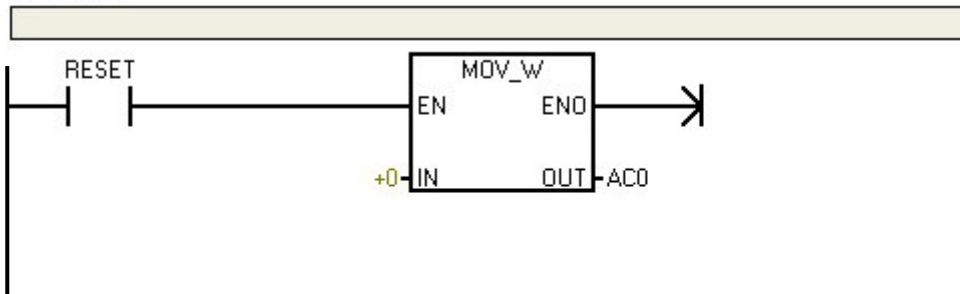 RESET
MOV_W
EN ENO
+0 IN OUT AC0